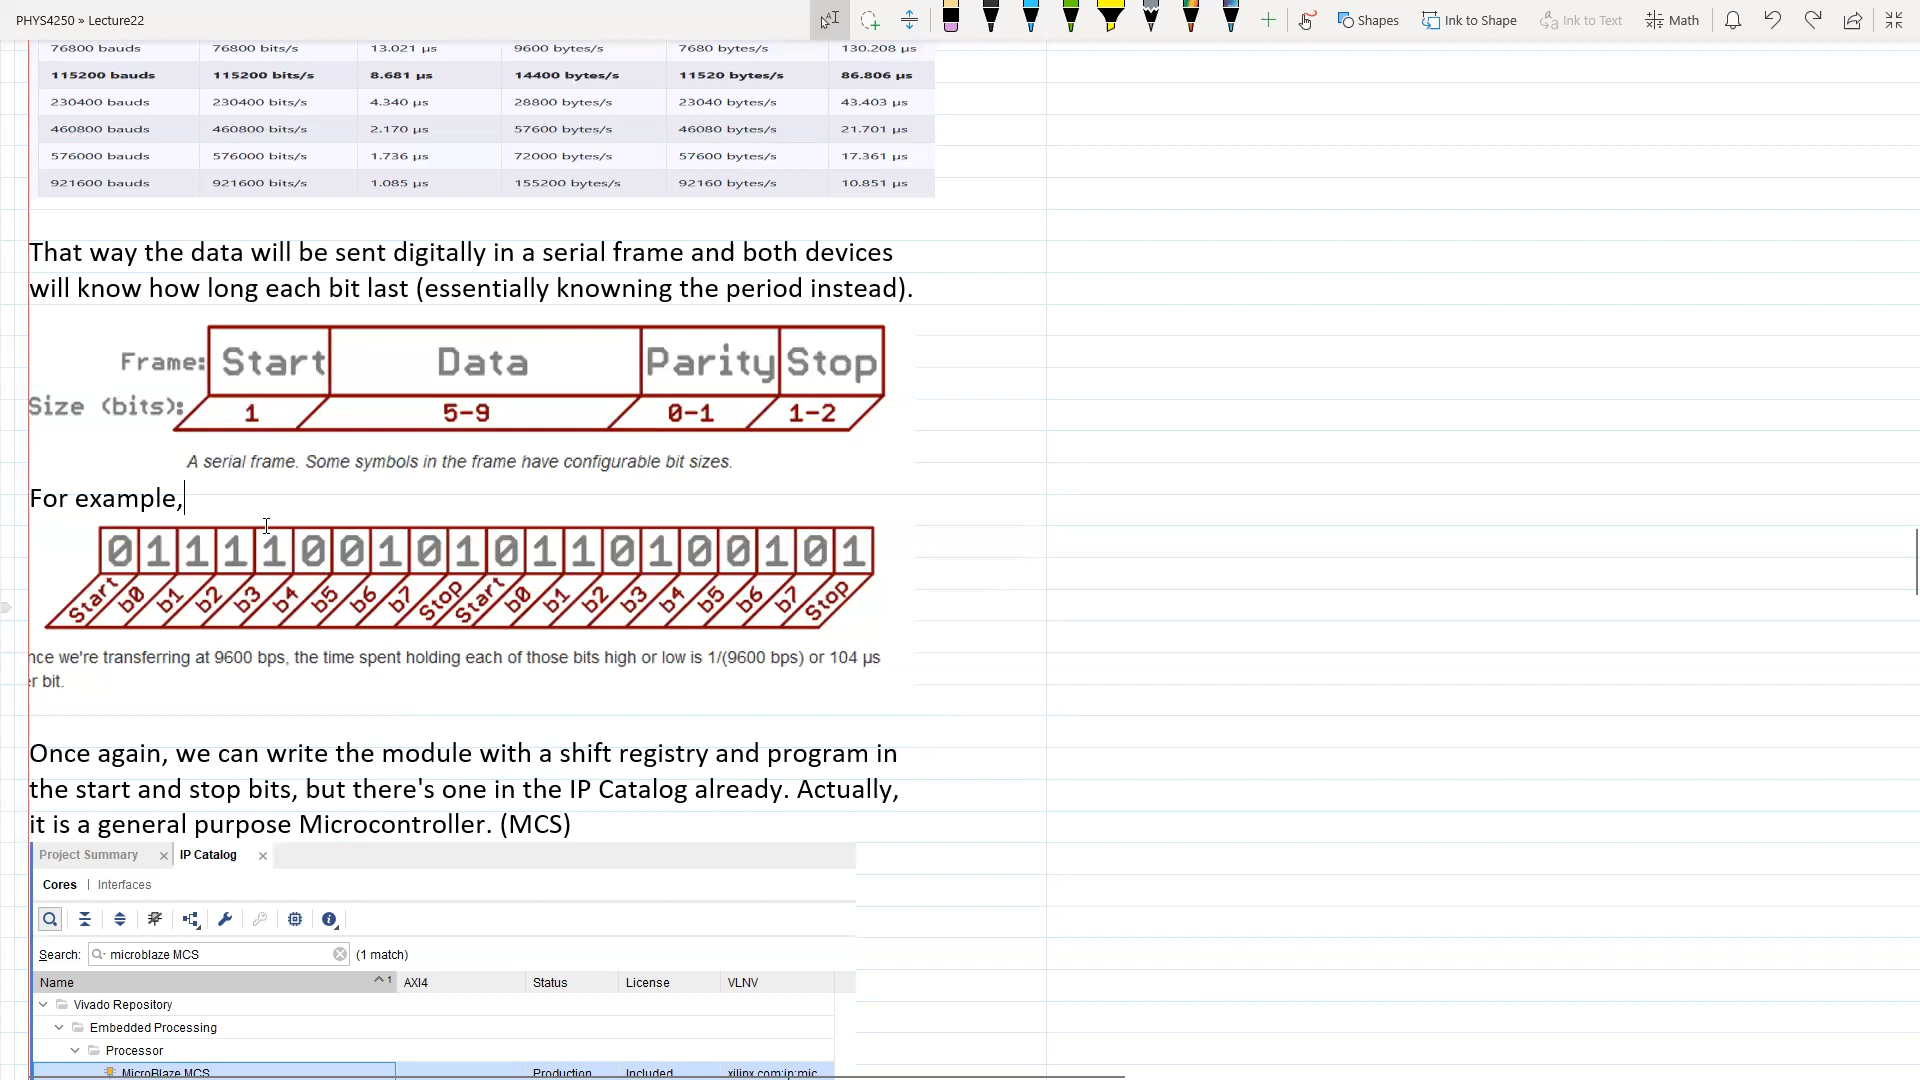 PHYS4250 » Lecture22
Shapes
Ink to Shape
Ink to Text
Math
76800 bauds 76800 bits/s 13.021 µs 9600 bytes/s 7680 bytes/s 130.208 µs
115200 bauds 115200 bits/s 8.681 µs 14400 bytes/s 11520 bytes/s 86.806 µs
230400 bauds 230400 bits/s 4.340 µs 28800 bytes/s 23040 bytes/s 43.403 µs
460800 bauds 460800 bits/s 2.170 µs 57600 bytes/s 46080 bytes/s 21.701 µs
576000 bauds 576000 bits/s 1.736 µs 72000 bytes/s 57600 bytes/s 17.361 µs
921600 bauds 921600 bits/s 1.085 µs 155200 bytes/s 92160 bytes/s 10.851 µs
That way the data will be sent digitally in a serial frame and both devices
will know how long each bit last (essentially knowning the period instead).
Frame: Start Data Parity Stop
Size (bits): 1 5-9 0-1 1-2
A serial frame. Some symbols in the frame have configurable bit sizes.
For example,
0 1 1 1 1 0 0 1 0 1 0 1 1 0 1 0 0 1 0 1
Start b0 b1 b2 b3 b4 b5 b6 b7 Stop Start b0 b1 b2 b3 b4 b5 b6 b7 Stop
nce we're transferring at 9600 bps, the time spent holding each of those bits high or low is 1/(9600 bps) or 104 µs
er bit.
Once again, we can write the module with a shift registry and program in
the start and stop bits, but there's one in the IP Catalog already. Actually,
it is a general purpose Microcontroller. (MCS)
Project Summary IP Catalog
Cores | Interfaces
Search: microblaze MCS (1 match)
Name 1 AXI4 Status License VLNV
Vivado Repository
Embedded Processing
Processor
MicroBlaze MCS Production Included xilinx.com:ip:mic...